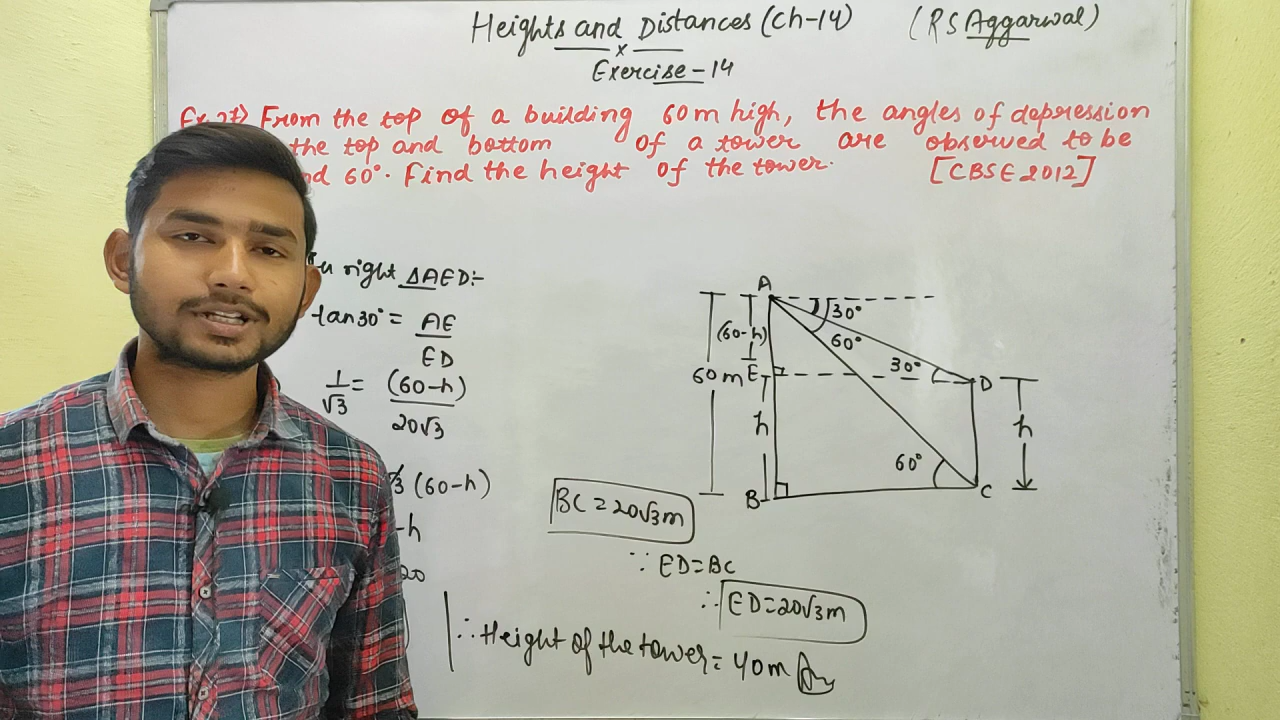 Heights and Distances (Ch-14) (RS Aggarwal)
x
Exercise-14
From the top of a building 60m high, the angles of depression
the top and bottom of a tower are observed to be
60°. Find the height of the tower. [CBSE 2012]
right ΔAED:-
tan30° = AE
ED
1 = (60-h)
√3 20√3
3 (60-h)
-h
20
A
30°
(60-h)
60°
60m E 30° D
h h
60°
B C
BC = 20√3m
∵ ED=BC
∴ ED=20√3m
∴ Height of the tower = 40m